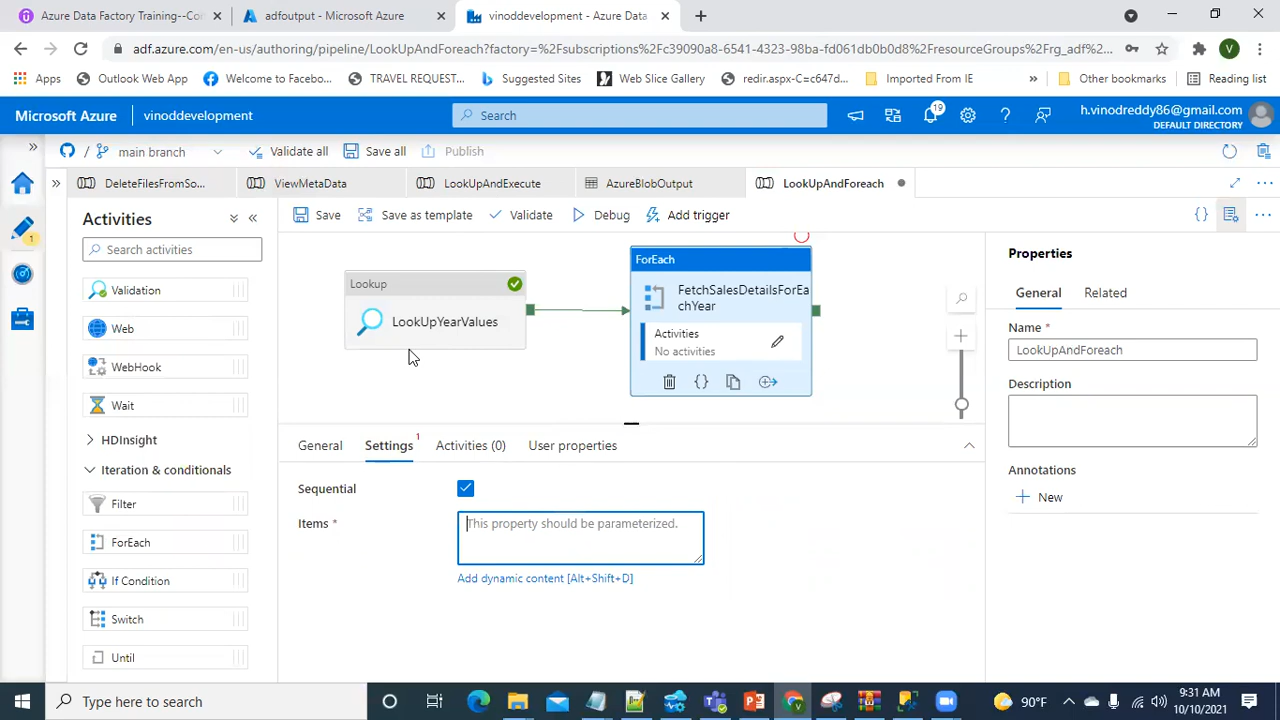 Azure Data Factory Training--Co
adfoutput - Microsoft Azure
vinoddevelopment - Azure Data
adf.azure.com/en-us/authoring/pipeline/LookUpAndForeach?factory=%2Fsubscriptions%2Fc39090a8-6541-4323-98ba-fd061db0b0d8%2FresourceGroups%2Frg_adf%2...
V
Apps
Outlook Web App
Welcome to Facebo...
TRAVEL REQUEST...
Suggested Sites
Web Slice Gallery
redir.aspx-C=c647d...
Imported From IE
»
Other bookmarks
Reading list
Microsoft Azure
vinoddevelopment
Search
19
h.vinodreddy86@gmail.com
DEFAULT DIRECTORY
/
main branch
Validate all
Save all
Publish
DeleteFilesFromSo...
ViewMetaData
LookUpAndExecute
AzureBlobOutput
LookUpAndForeach
Activities
Save
Save as template
Validate
Debug
Add trigger
{}
1
Search activities
Validation
Web
WebHook
Wait
HDInsight
Iteration & conditionals
Filter
ForEach
If Condition
Switch
Until
Lookup
LookUpYearValues
ForEach
FetchSalesDetailsForEa
chYear
Activities
No activities
{}
General
Settings
1
Activities (0)
User properties
Sequential
Items *
This property should be parameterized.
Add dynamic content [Alt+Shift+D]
Properties
General
Related
Name *
LookUpAndForeach
Description
Annotations
New
Type here to search
90°F
9:31 AM
10/10/2021